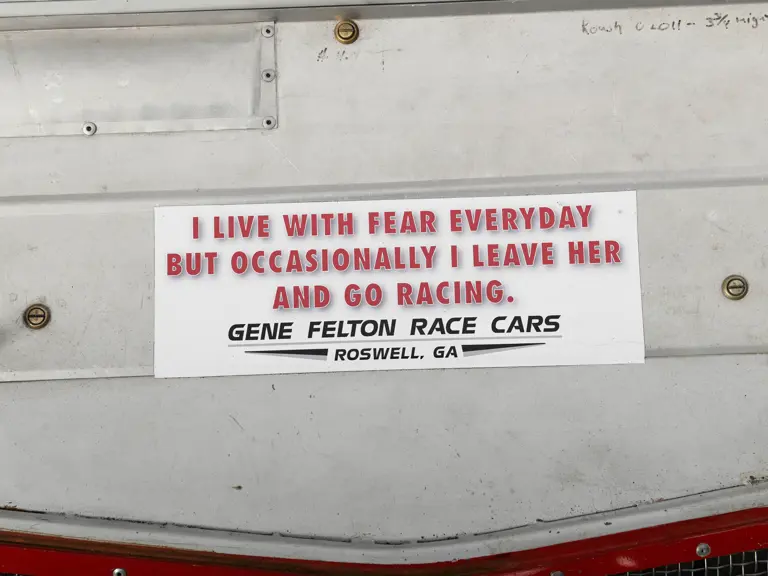 I LIVE WITH FEAR EVERYDAY
BUT OCCASIONALLY I LEAVE HER
AND GO RACING.
GENE FELTON RACE CARS
ROSWELL, GA